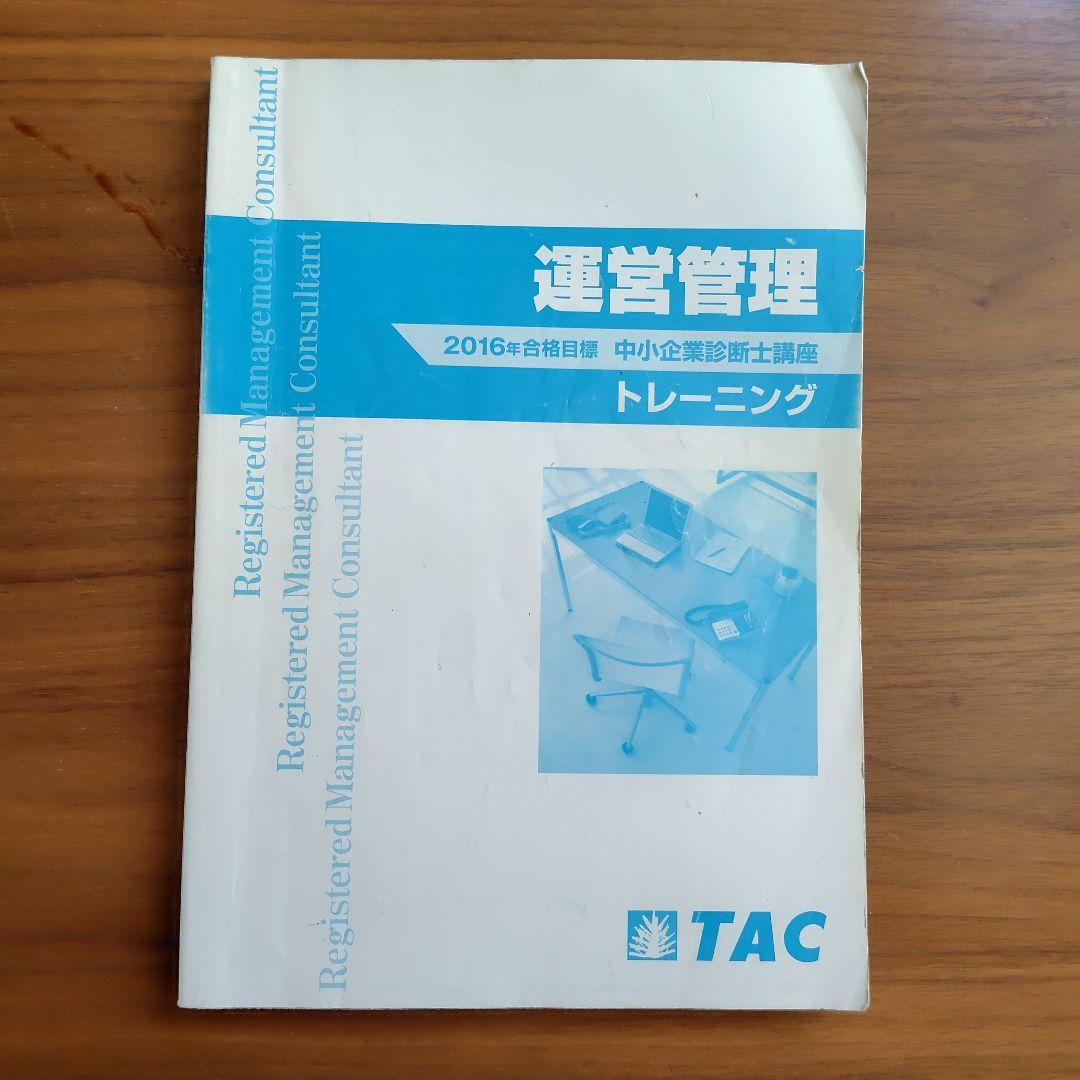 Registered Management Consultant
Registered Management Consultant
Registered Management Consultant
運営管理
2016年合格目標 中小企業診断士講座
トレーニング
TAC